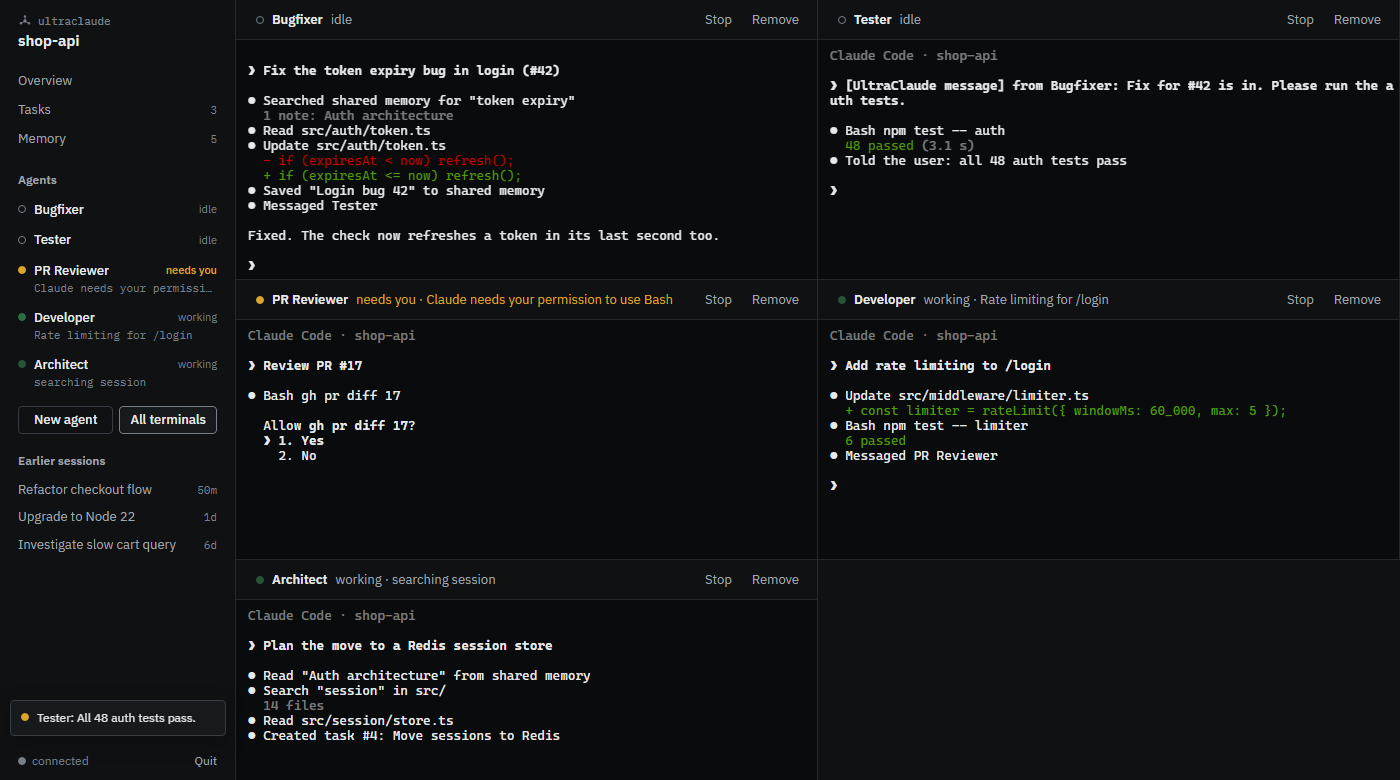 ultraclaude
shop-api
Overview
Tasks 3
Memory 5
Agents
Bugfixer idle
Tester idle
PR Reviewer needs you
Claude needs your permissi…
Developer working
Rate limiting for /login
Architect working
searching session
New agent All terminals
Earlier sessions
Refactor checkout flow 50m
Upgrade to Node 22 1d
Investigate slow cart query 6d
Tester: All 48 auth tests pass.
connected Quit
Bugfixer idle Stop Remove
❯ Fix the token expiry bug in login (#42)
● Searched shared memory for "token expiry"
1 note: Auth architecture
● Read src/auth/token.ts
● Update src/auth/token.ts
- if (expiresAt < now) refresh();
+ if (expiresAt <= now) refresh();
● Saved "Login bug 42" to shared memory
● Messaged Tester
Fixed. The check now refreshes a token in its last second too.
❯
Tester idle Stop Remove
Claude Code · shop-api
❯ [UltraClaude message] from Bugfixer: Fix for #42 is in. Please run the a
uth tests.
● Bash npm test -- auth
48 passed (3.1 s)
● Told the user: all 48 auth tests pass
❯
PR Reviewer needs you · Claude needs your permission to use Bash Stop Remove
Claude Code · shop-api
❯ Review PR #17
● Bash gh pr diff 17
Allow gh pr diff 17?
❯ 1. Yes
2. No
Developer working · Rate limiting for /login Stop Remove
Claude Code · shop-api
❯ Add rate limiting to /login
● Update src/middleware/limiter.ts
+ const limiter = rateLimit({ windowMs: 60_000, max: 5 });
● Bash npm test -- limiter
6 passed
● Messaged PR Reviewer
❯
Architect working · searching session Stop Remove
Claude Code · shop-api
❯ Plan the move to a Redis session store
● Read "Auth architecture" from shared memory
● Search "session" in src/
14 files
● Read src/session/store.ts
● Created task #4: Move sessions to Redis